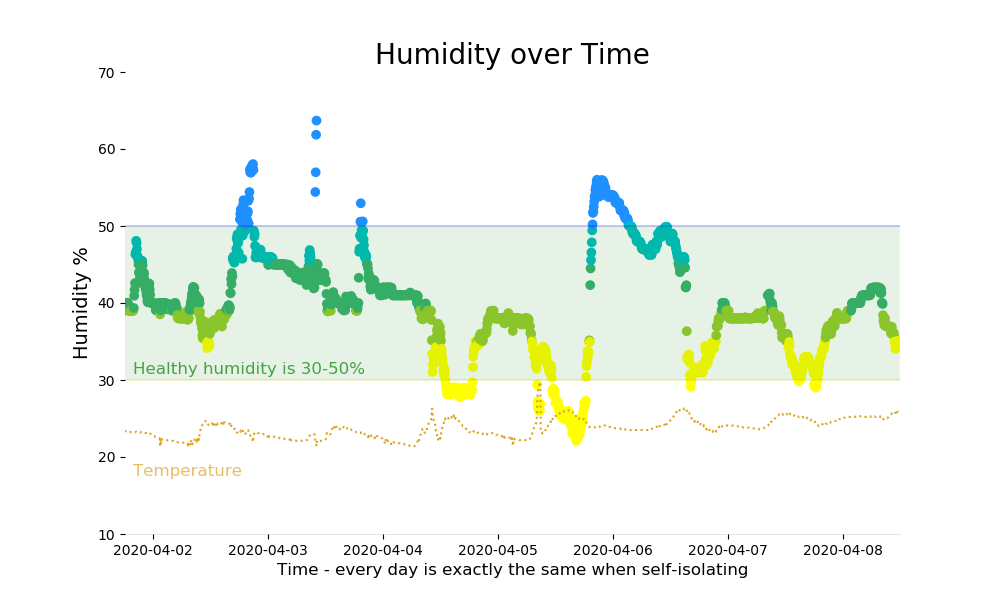 Humidity over Time
70
60
50
40
30
20
10
Humidity %
Healthy humidity is 30-50%
Temperature
2020-04-02 2020-04-03 2020-04-04 2020-04-05 2020-04-06 2020-04-07 2020-04-08
Time - every day is exactly the same when self-isolating